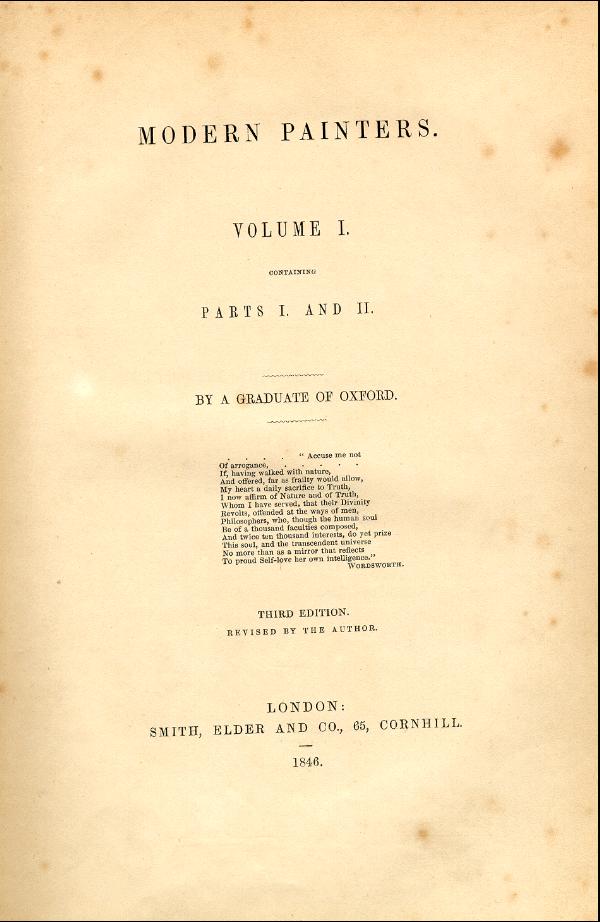 MODERN PAINTERS.
VOLUME I.
CONTAINING
PARTS I. AND II.
BY A GRADUATE OF OXFORD.
. . . . " Accuse me not
Of arrogance, . . . . . .
If, having walked with nature,
And offered, far as frailty would allow,
My heart a daily sacrifice to Truth,
I now affirm of Nature and of Truth,
Whom I have served, that their Divinity
Revolts, offended at the ways of men,
Philosophers, who, though the human soul
Be of a thousand faculties composed,
And twice ten thousand interests, do yet prize
This soul, and the transcendent universe
No more than as a mirror that reflects
To proud Self-love her own intelligence."
WORDSWORTH.
THIRD EDITION.
REVISED BY THE AUTHOR.
LONDON:
SMITH, ELDER AND CO., 65, CORNHILL.
1846.